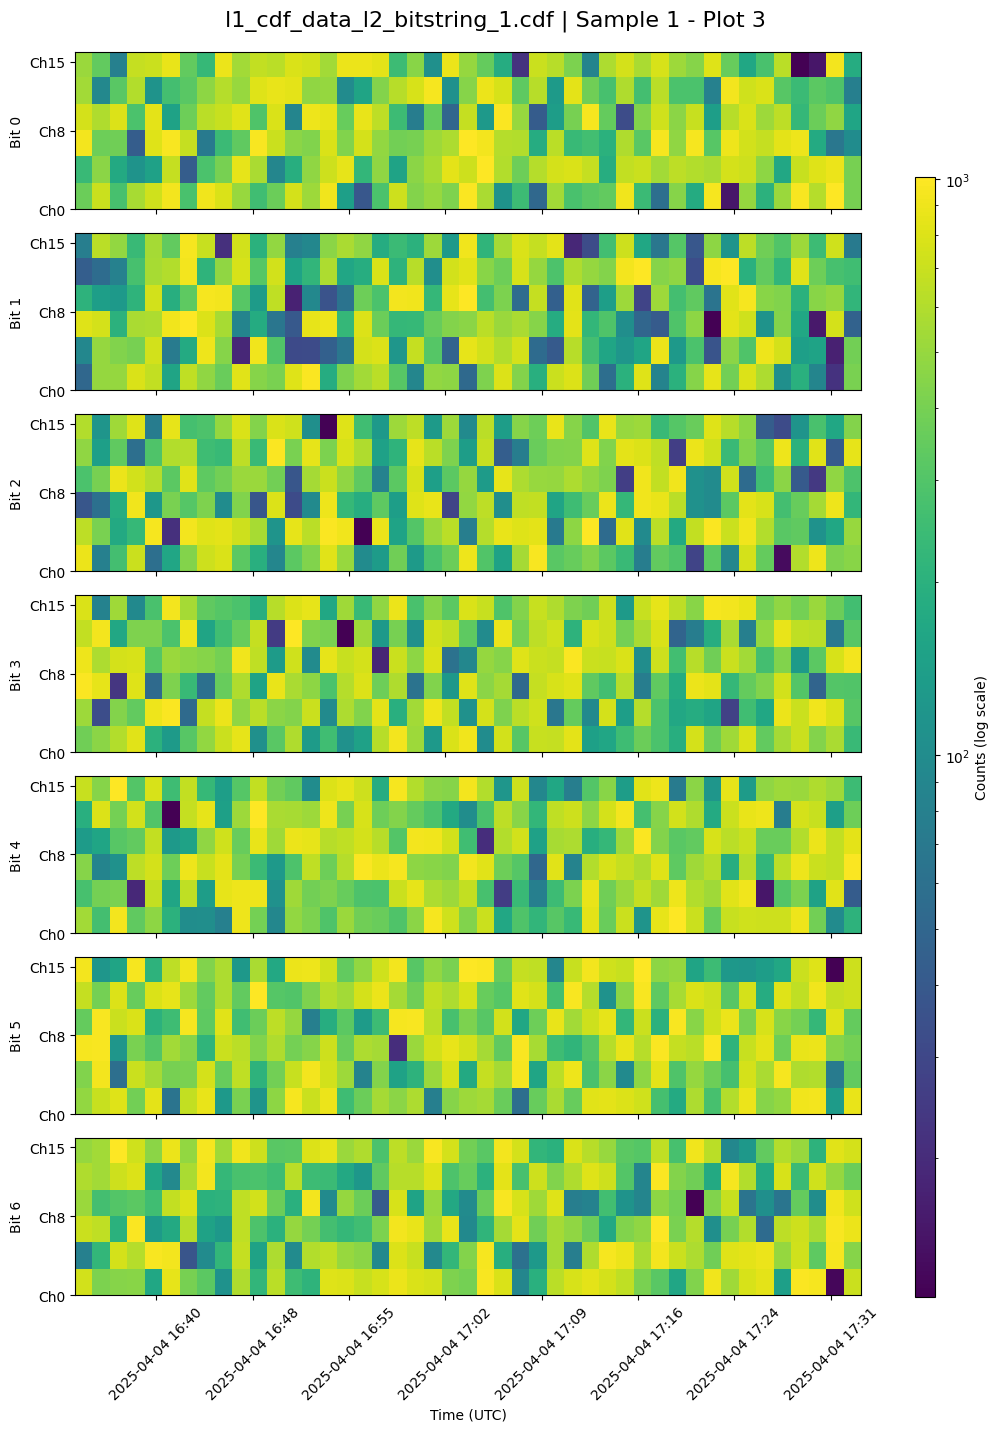 l1_cdf_data_l2_bitstring_1.cdf | Sample 1 - Plot 3
Ch15
Ch8
Ch0
Bit 0
Ch15
Ch8
Ch0
Bit 1
Ch15
Ch8
Ch0
Bit 2
Ch15
Ch8
Ch0
Bit 3
Ch15
Ch8
Ch0
Bit 4
Ch15
Ch8
Ch0
Bit 5
Ch15
Ch8
Ch0
Bit 6
2025-04-04 16:40
2025-04-04 16:48
2025-04-04 16:55
2025-04-04 17:02
2025-04-04 17:09
2025-04-04 17:16
2025-04-04 17:24
2025-04-04 17:31
Time (UTC)
10³
10²
Counts (log scale)